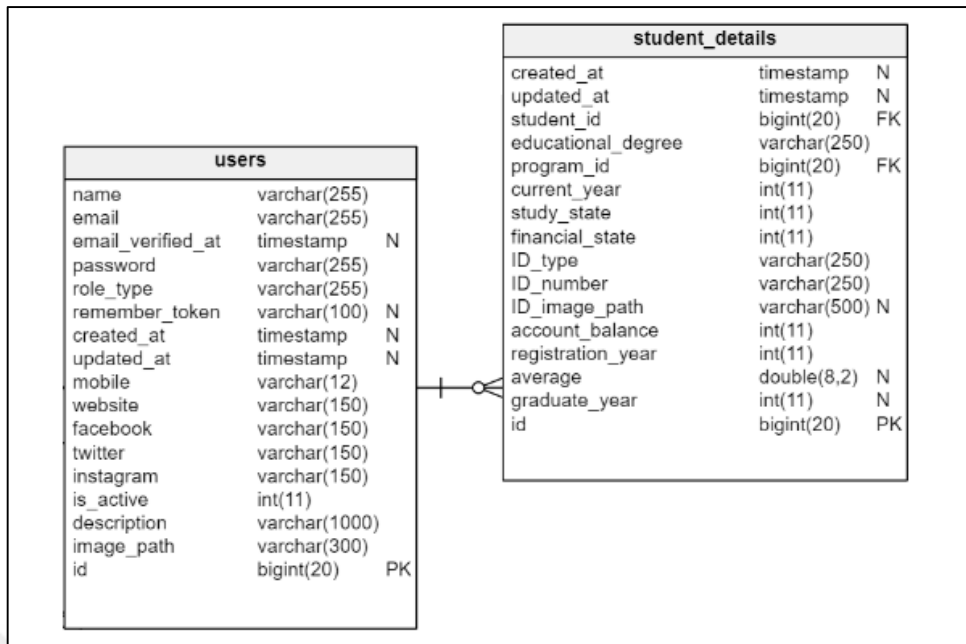 users
name varchar(255)
email varchar(255)
email_verified_at timestamp N
password varchar(255)
role_type varchar(255)
remember_token varchar(100) N
created_at timestamp N
updated_at timestamp N
mobile varchar(12)
website varchar(150)
facebook varchar(150)
twitter varchar(150)
instagram varchar(150)
is_active int(11)
description varchar(1000)
image_path varchar(300)
id bigint(20) PK
student_details
created_at timestamp N
updated_at timestamp N
student_id bigint(20) FK
educational_degree varchar(250)
program_id bigint(20) FK
current_year int(11)
study_state int(11)
financial_state int(11)
ID_type varchar(250)
ID_number varchar(250)
ID_image_path varchar(500) N
account_balance int(11)
registration_year int(11)
average double(8,2) N
graduate_year int(11) N
id bigint(20) PK